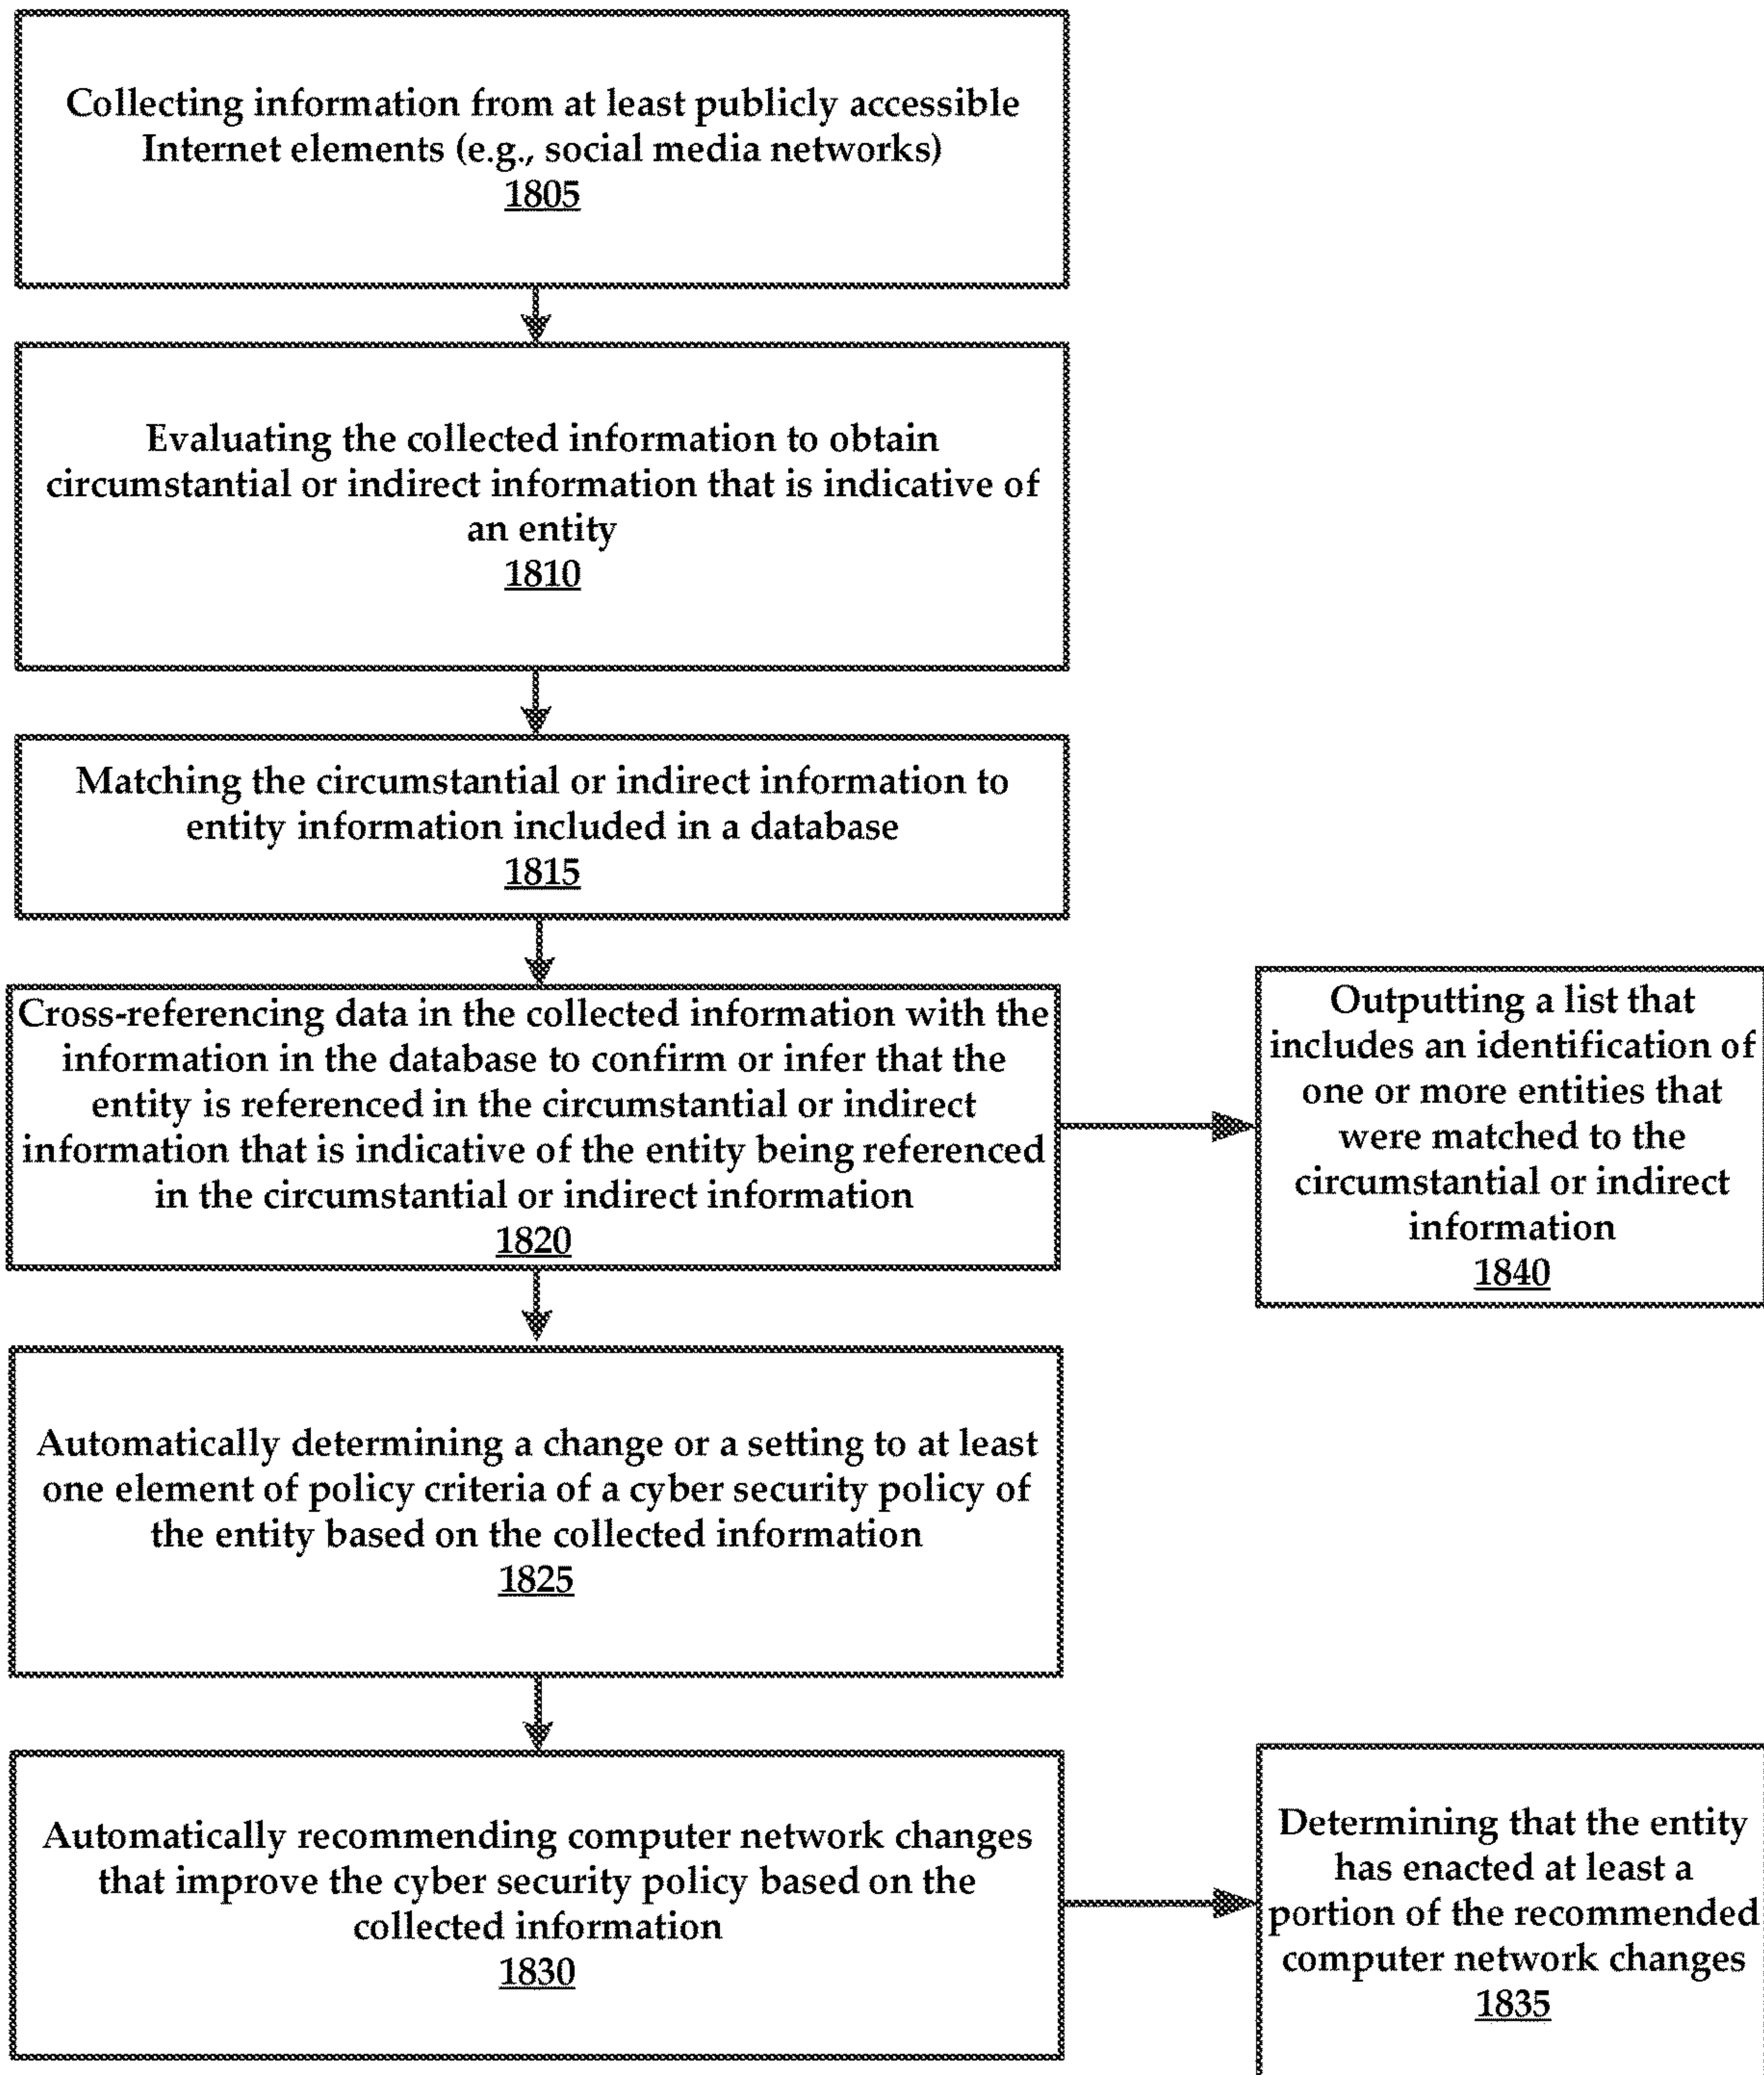 Collecting information from at least publicly accessible
Internet elements (e.g., social media networks)
1805
Evaluating the collected information to obtain
circumstantial or indirect information that is indicative of
an entity
1810
Matching the circumstantial or indirect information to
entity information included in a database
1815
Cross-referencing data in the collected information with the
information in the database to confirm or infer that the
entity is referenced in the circumstantial or indirect
information that is indicative of the entity being referenced
in the circumstantial or indirect information
1820
Outputting a list that
includes an identification of
one or more entities that
were matched to the
circumstantial or indirect
information
1840
Automatically determining a change or a setting to at least
one element of policy criteria of a cyber security policy of
the entity based on the collected information
1825
Automatically recommending computer network changes
that improve the cyber security policy based on the
collected information
1830
Determining that the entity
has enacted at least a
portion of the recommended
computer network changes
1835